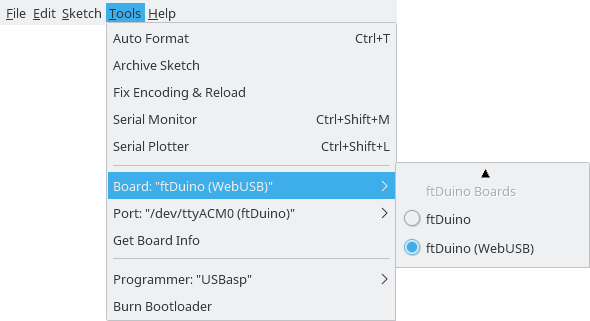 File Edit Sketch Tools Help
Auto Format Ctrl+T
Archive Sketch
Fix Encoding & Reload
Serial Monitor Ctrl+Shift+M
Serial Plotter Ctrl+Shift+L
Board: "ftDuino (WebUSB)"
Port: "/dev/ttyACM0 (ftDuino)"
Get Board Info
Programmer: "USBasp"
Burn Bootloader
ftDuino Boards
ftDuino
ftDuino (WebUSB)